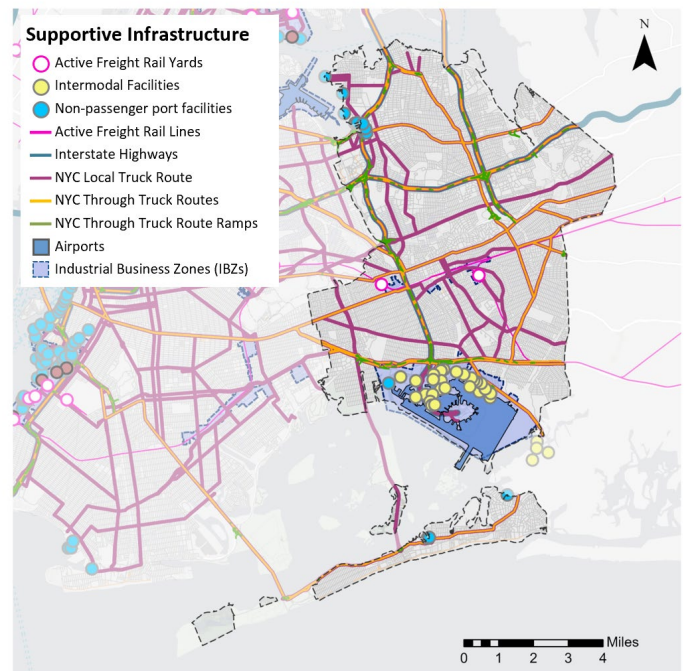 Supportive Infrastructure
Active Freight Rail Yards
Intermodal Facilities
Non-passenger port facilities
Active Freight Rail Lines
Interstate Highways
NYC Local Truck Route
NYC Through Truck Routes
NYC Through Truck Route Ramps
Airports
Industrial Business Zones (IBZs)
N
Miles
0 1 2 3 4